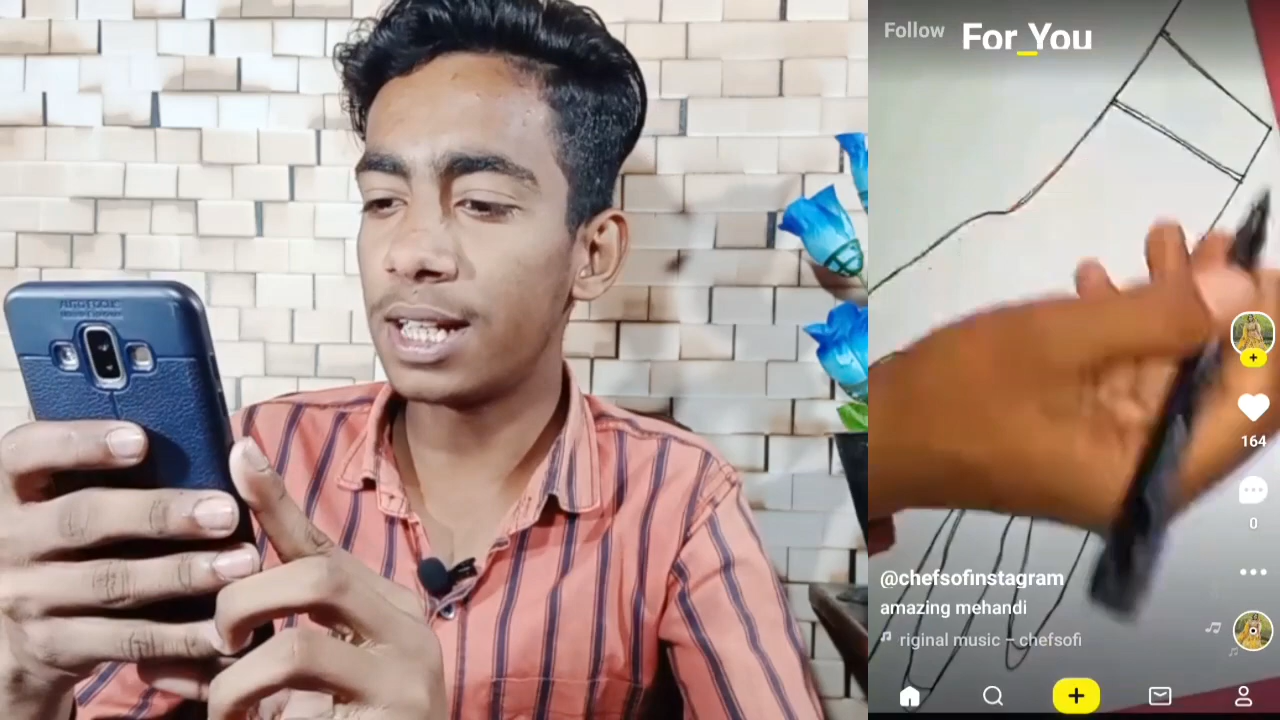 Follow
For You
164
0
@chefsofinstagram
amazing mehandi
riginal music – chefsofi